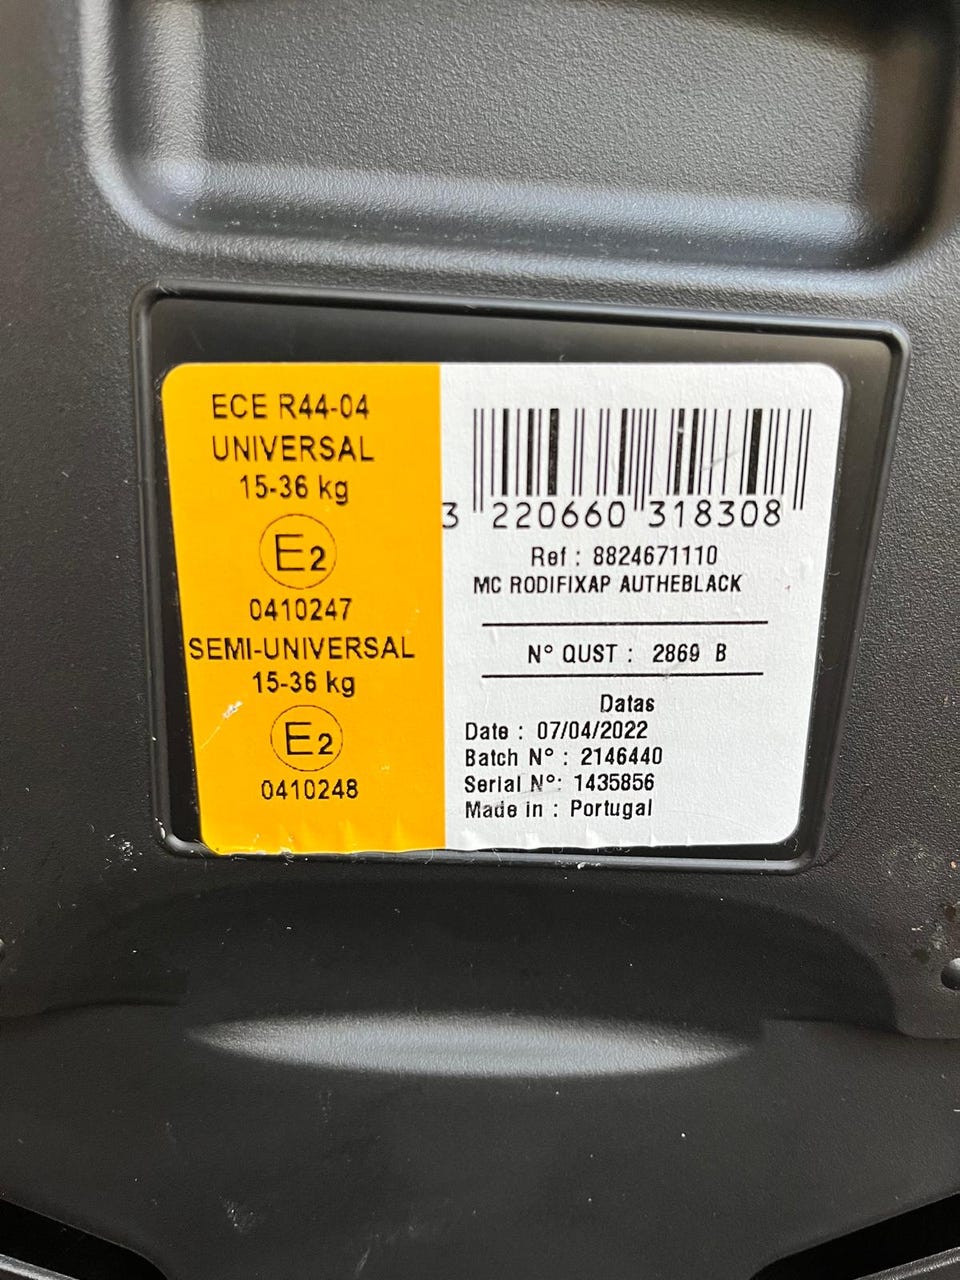 ECE R44-04
UNIVERSAL
15-36 kg
E2
0410247
SEMI-UNIVERSAL
15-36 kg
E2
0410248
3 220660 318308
Ref : 8824671110
MC RODIFIXAP AUTHEBLACK
N° QUST : 2869 B
Datas
Date : 07/04/2022
Batch N° : 2146440
Serial N°: 1435856
Made in : Portugal